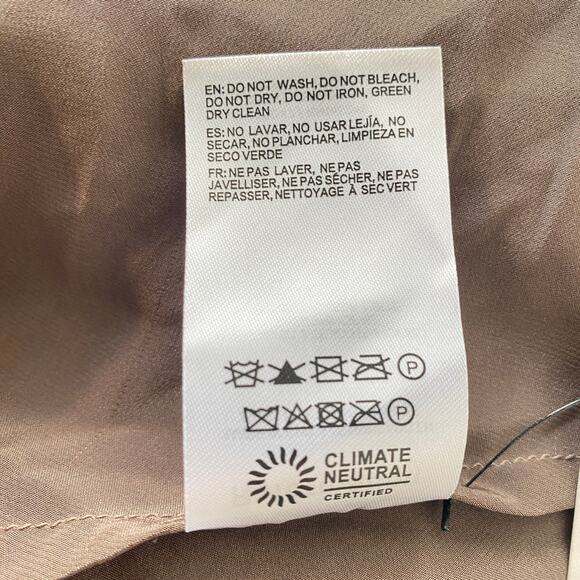 EN: DO NOT WASH, DO NOT BLEACH,
DO NOT DRY, DO NOT IRON, GREEN
DRY CLEAN
ES: NO LAVAR, NO USAR LEJÍA, NO
SECAR, NO PLANCHAR, LIMPIEZA EN
SECO VERDE
FR: NE PAS LAVER, NE PAS
JAVELLISER, NE PAS SÉCHER, NE PAS
REPASSER, NETTOYAGE À SEC VERT
P
P
CLIMATE
NEUTRAL
CERTIFIED